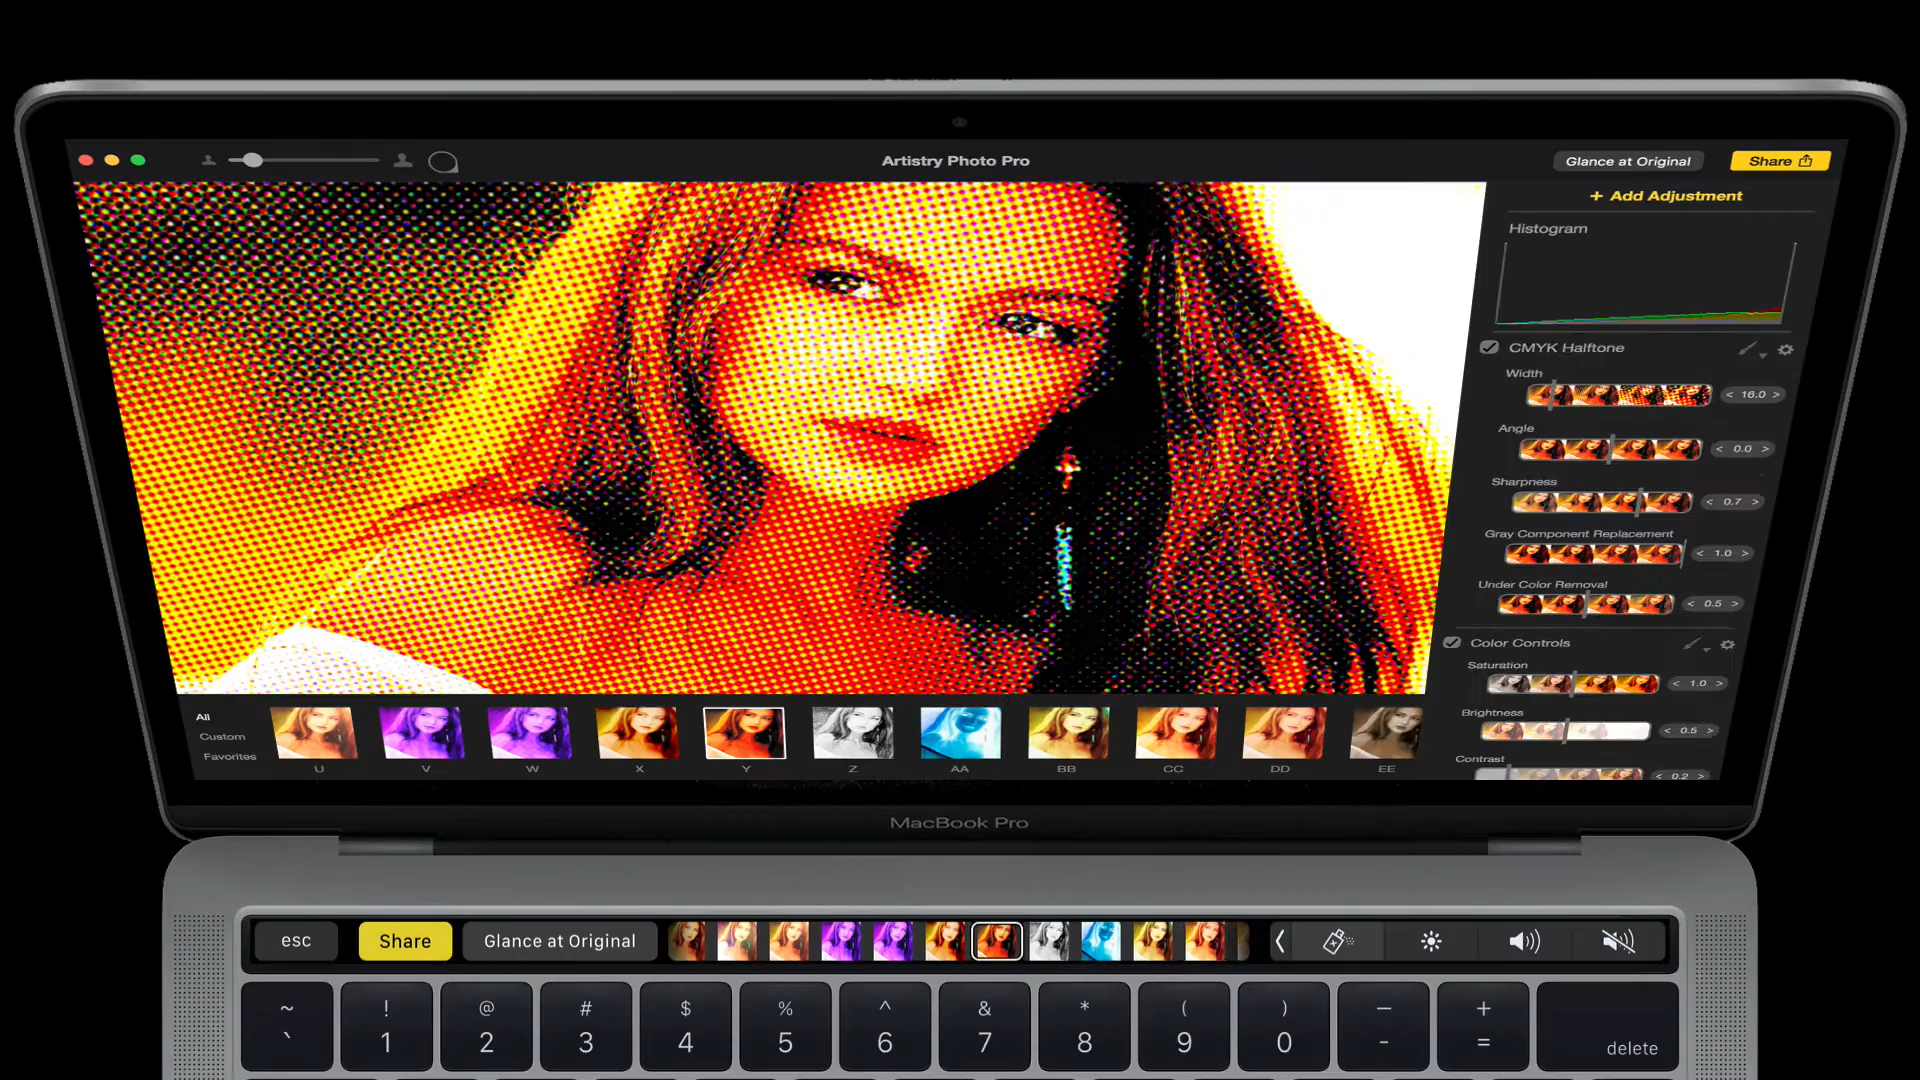 Artistry Photo Pro
Glance at Original
Share
+ Add Adjustment
Histogram
CMYK Halftone
Width
< 16.0 >
Angle
< 0.0 >
Sharpness
< 0.7 >
Gray Component Replacement
< 1.0 >
Under Color Removal
< 0.5 >
Color Controls
Saturation
< 1.0 >
Brightness
< 0.5 >
Contrast
< 0.2 >
All
Custom
Favorites
U V W X Y Z AA BB CC DD EE
MacBook Pro
esc Share Glance at Original
~ ! @ # $ % ^ & * ( ) — +
` 1 2 3 4 5 6 7 8 9 0 - = delete